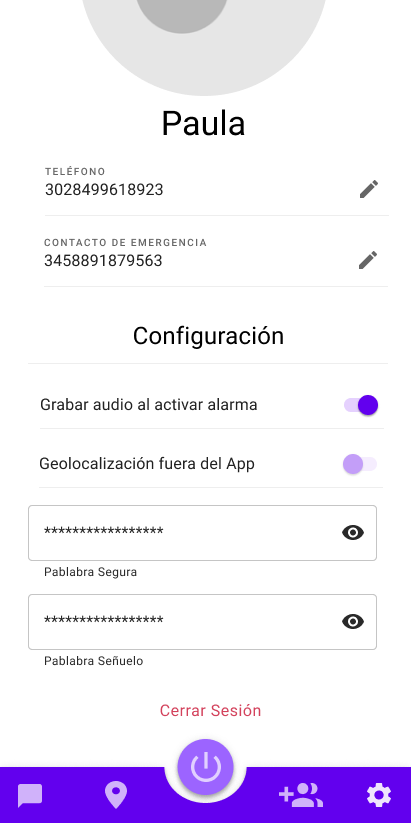 Paula
TELÉFONO
3028499618923
CONTACTO DE EMERGENCIA
3458891879563
Configuración
Grabar audio al activar alarma
Geolocalización fuera del App
*****************
Pablabra Segura
*****************
Pablabra Señuelo
Cerrar Sesión